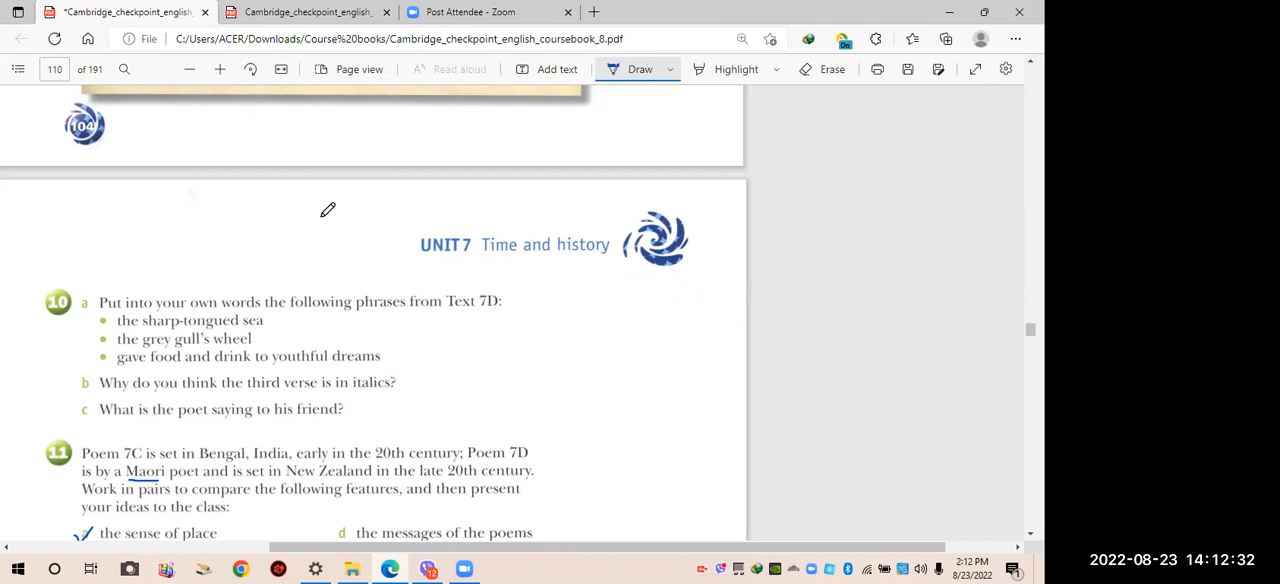 *Cambridge_checkpoint_english_
Cambridge_checkpoint_english_
Post Attendee - Zoom
File
C:/Users/ACER/Downloads/Course%20books/Cambridge_checkpoint_english_coursebook_8.pdf
On
110 of 191
Page view
Read aloud
Add text
Draw
Highlight
Erase
104
UNIT 7 Time and history
10 a Put into your own words the following phrases from Text 7D:
• the sharp-tongued sea
• the grey gull's wheel
• gave food and drink to youthful dreams
b Why do you think the third verse is in italics?
c What is the poet saying to his friend?
11 Poem 7C is set in Bengal, India, early in the 20th century; Poem 7D
is by a Maori poet and is set in New Zealand in the late 20th century.
Work in pairs to compare the following features, and then present
your ideas to the class:
a the sense of place d the messages of the poems
12
2:12 PM
8/23/2022
1
2022-08-23 14:12:32